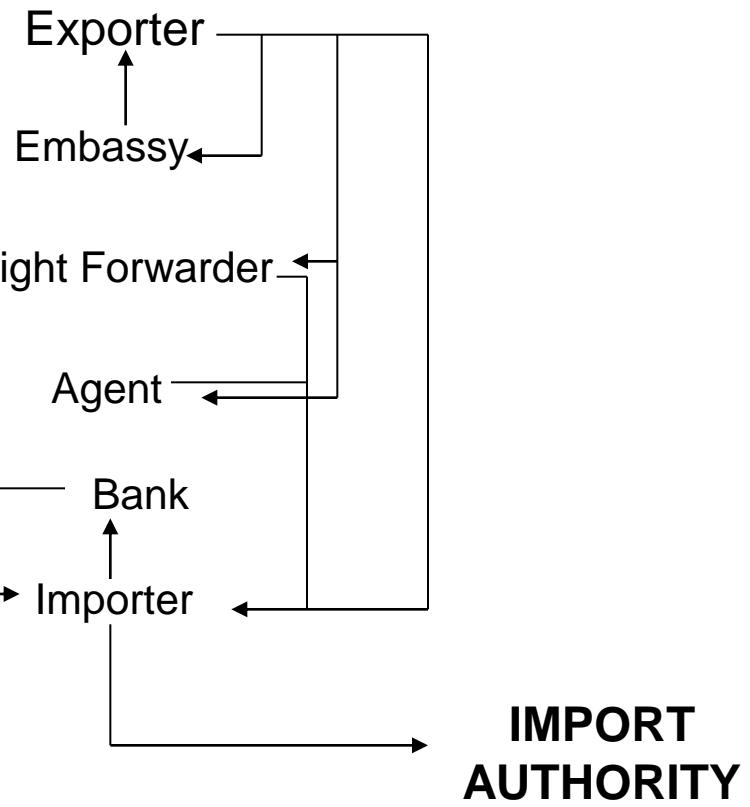 Exporter
Embassy
ight Forwarder
Agent
Bank
Importer
IMPORT
AUTHORITY